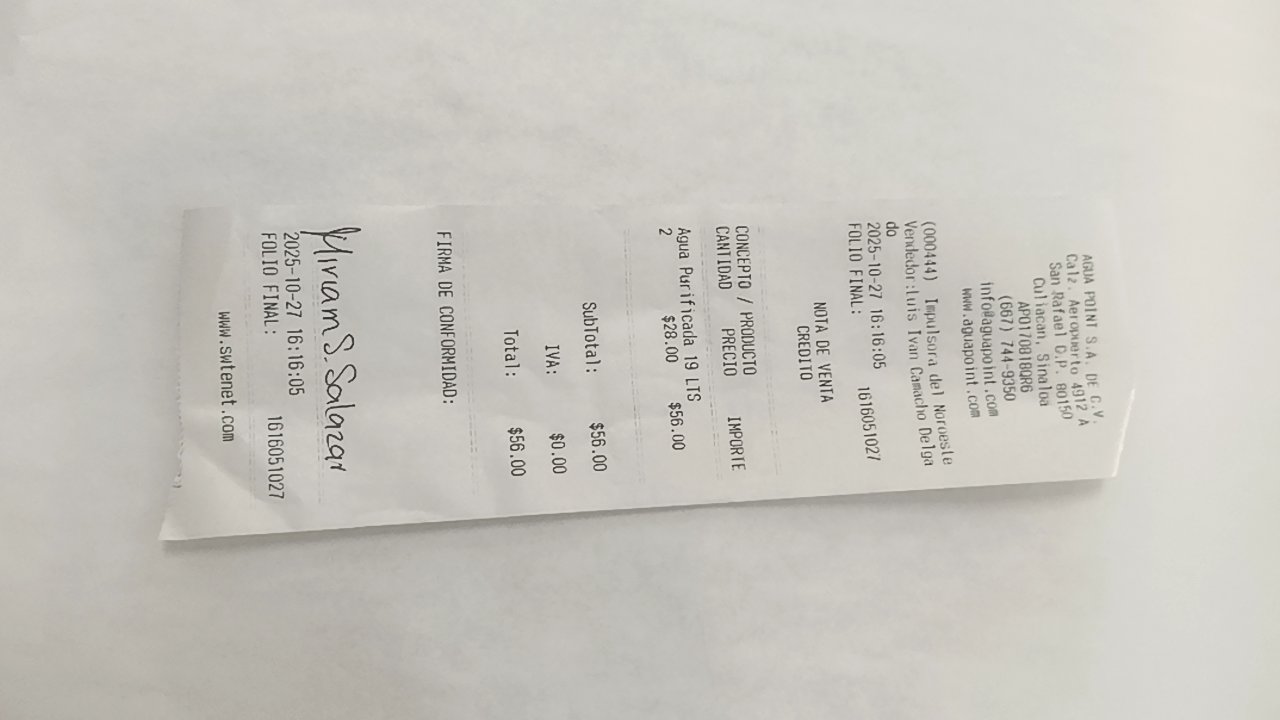 AGUA POINT S.A. DE C.V.
Calz. Aeropuerto 4912 A
San Rafael C.P. 80150
Culiacan, Sinaloa
APO170818QR6
(667) 744-9350
info@aguapoint.com
www.aguapoint.com
(000444) Impulsora del Noroeste
Vendedor:Luis Ivan Camacho Delga
do
2025-10-27 16:16:05
FOLIO FINAL: 1616051027
NOTA DE VENTA
CREDITO
CONCEPTO / PRODUCTO
CANTIDAD PRECIO IMPORTE
Agua Purificada 19 LTS
2 $28.00 $56.00
SubTotal: $56.00
IVA: $0.00
Total: $56.00
FIRMA DE CONFORMIDAD:
Miriam S. Salazar
2025-10-27 16:16:05
FOLIO FINAL: 1616051027
www.swtenet.com